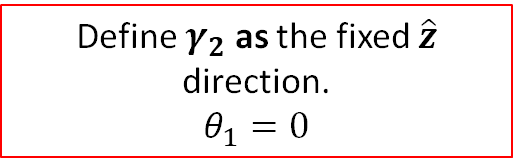 Define γ₂ as the fixed ẑ
direction.
θ₁ = 0